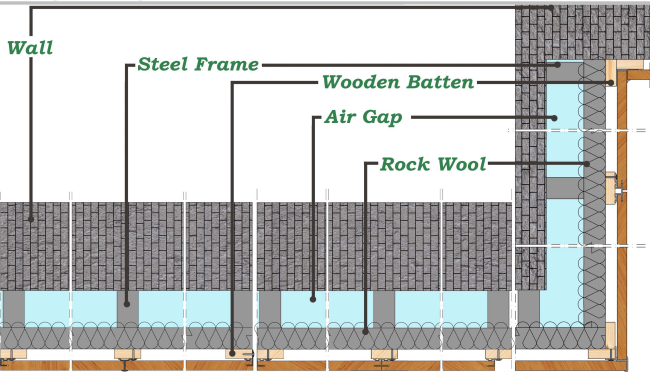 Wall
Steel Frame
Wooden Batten
Air Gap
Rock Wool